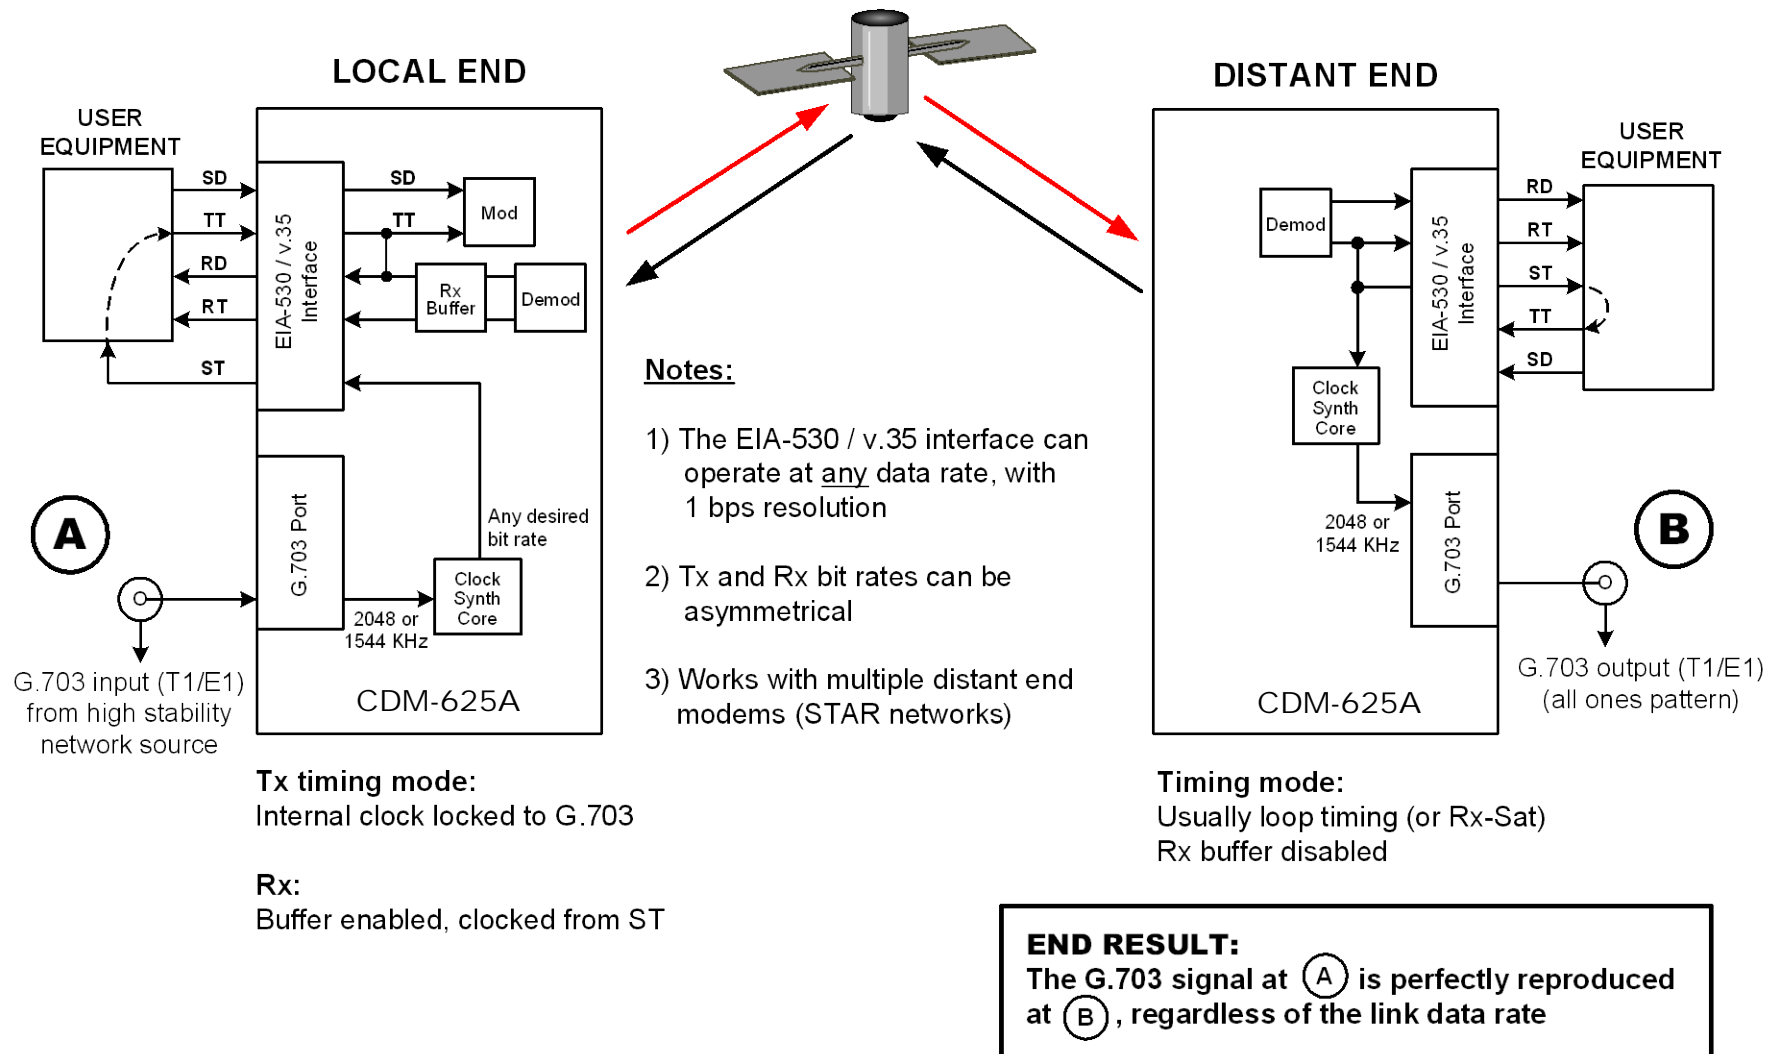 LOCAL END
DISTANT END
USER
EQUIPMENT
SD
TT
RD
RT
ST
EIA-530 / v.35
Interface
SD
TT
Mod
Rx
Buffer
Demod
G.703 Port
Any desired
bit rate
Clock
Synth
Core
2048 or
1544 KHz
CDM-625A
A
G.703 input (T1/E1)
from high stability
network source
Tx timing mode:
Internal clock locked to G.703
Rx:
Buffer enabled, clocked from ST
Notes:
1) The EIA-530 / v.35 interface can
operate at any data rate, with
1 bps resolution
2) Tx and Rx bit rates can be
asymmetrical
3) Works with multiple distant end
modems (STAR networks)
USER
EQUIPMENT
Demod
EIA-530 / v.35
Interface
RD
RT
ST
TT
SD
Clock
Synth
Core
2048 or
1544 KHz
G.703 Port
CDM-625A
B
G.703 output (T1/E1)
(all ones pattern)
Timing mode:
Usually loop timing (or Rx-Sat)
Rx buffer disabled
END RESULT:
The G.703 signal at A is perfectly reproduced
at B , regardless of the link data rate